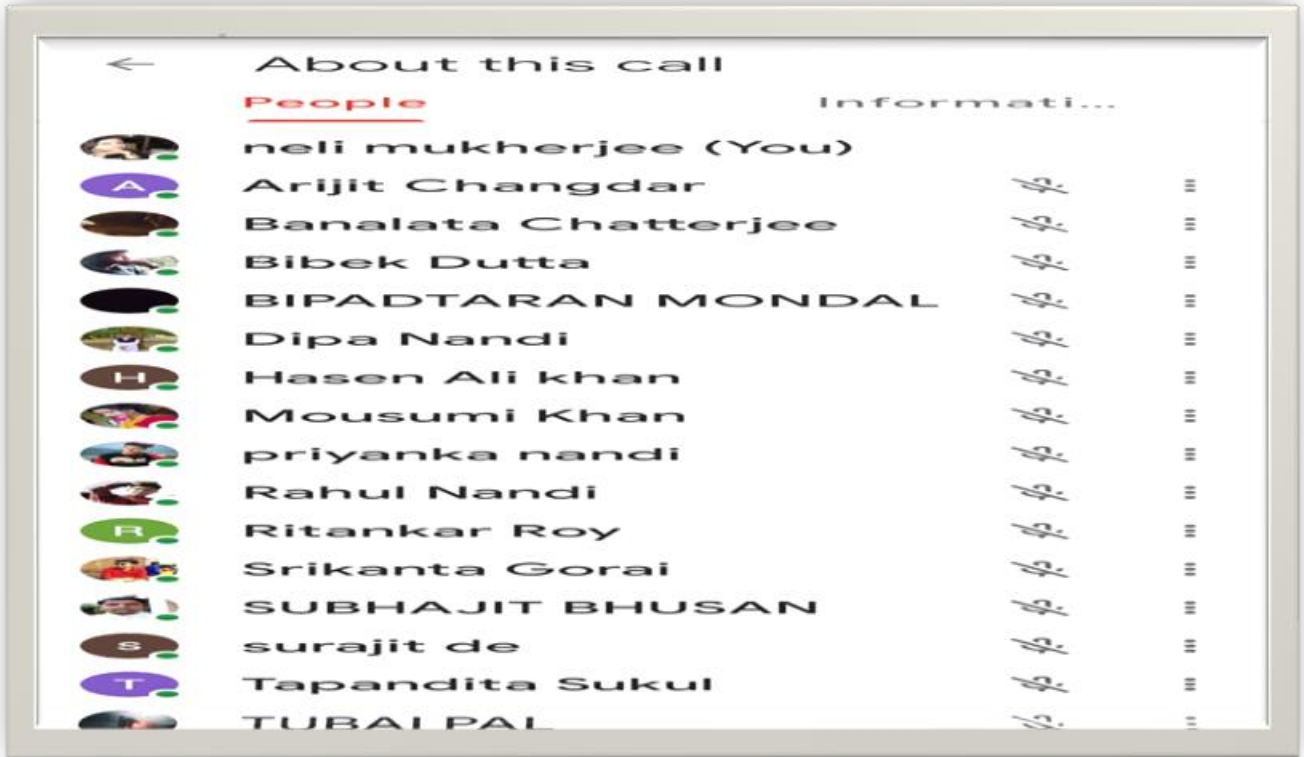 About this call
People Informati...
neli mukherjee (You)
A Arijit Changdar
Banalata Chatterjee
Bibek Dutta
BIPADTARAN MONDAL
Dipa Nandi
H Hasen Ali khan
Mousumi Khan
priyanka nandi
Rahul Nandi
R Ritankar Roy
Srikanta Gorai
SUBHAJIT BHUSAN
S surajit de
T Tapandita Sukul
TUBAI PAL